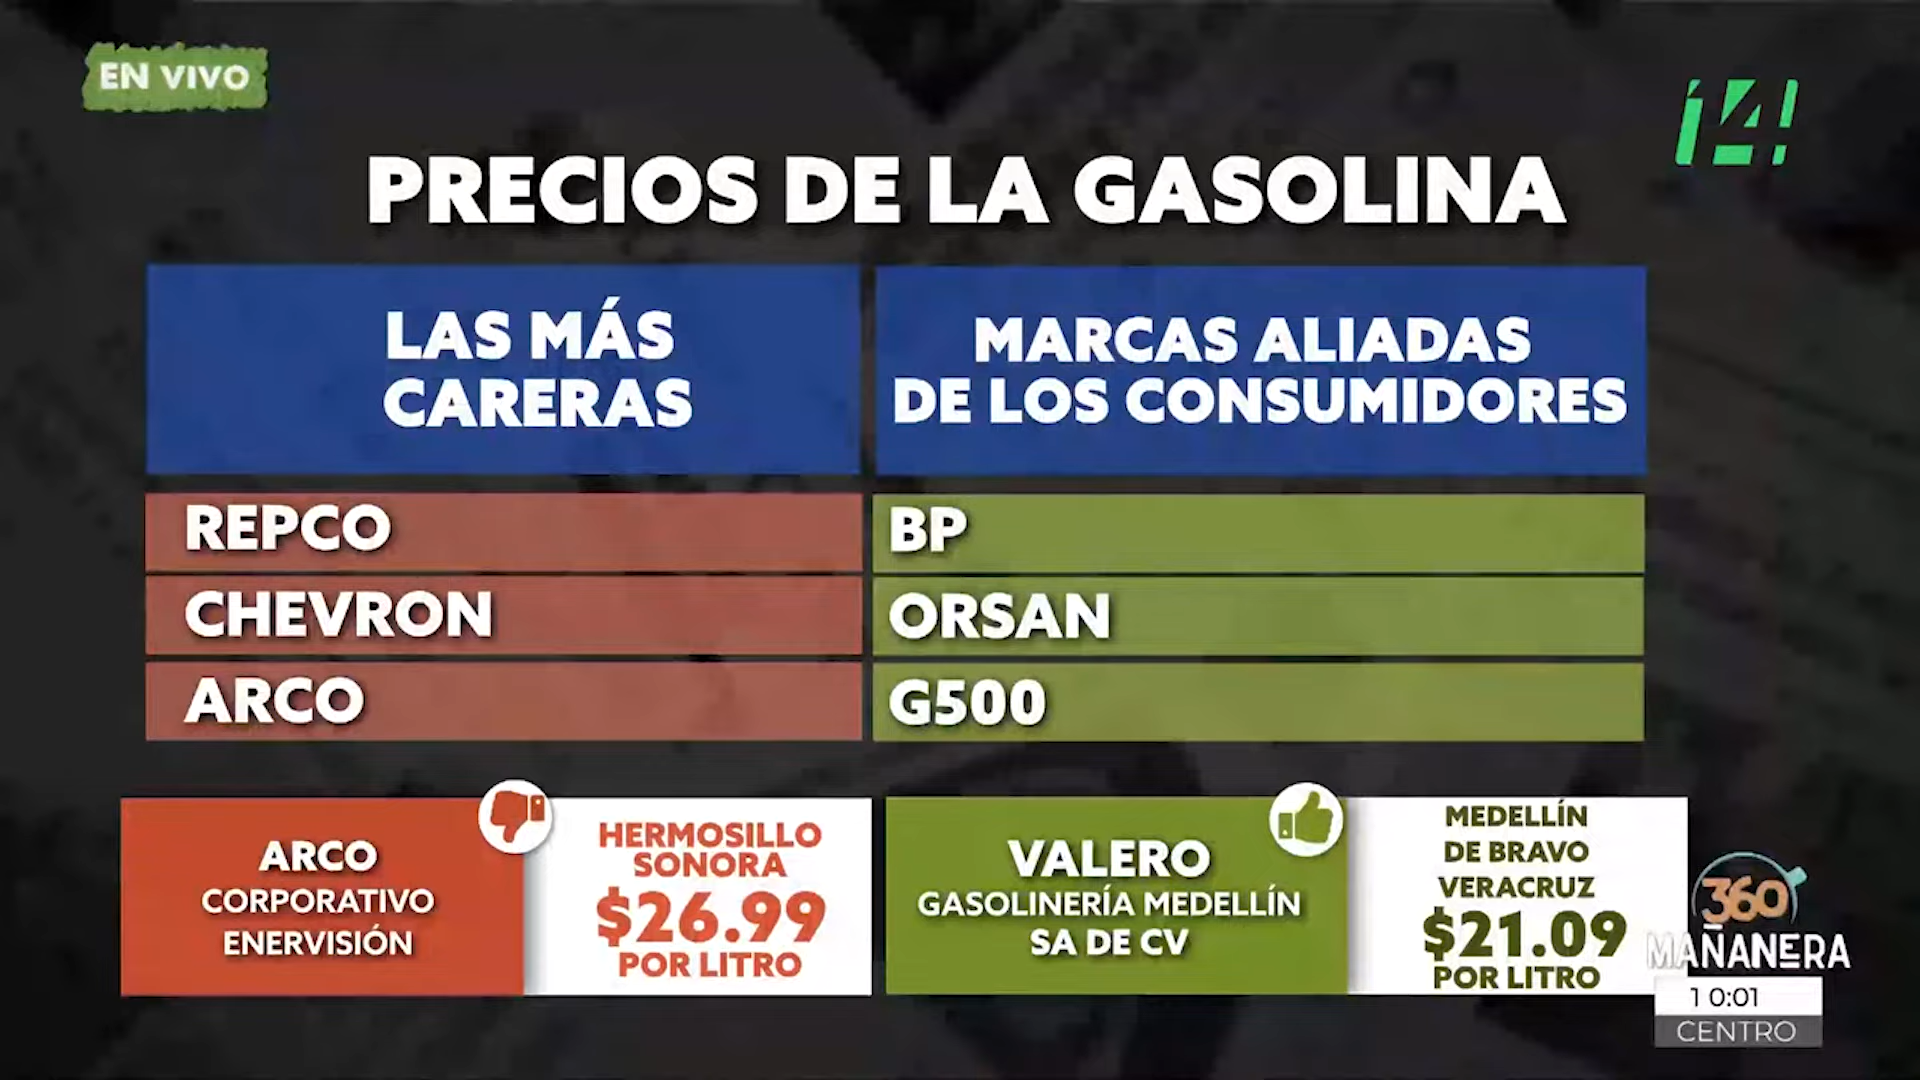 EN VIVO
14!
PRECIOS DE LA GASOLINA
LAS MÁS
CARERAS
MARCAS ALIADAS
DE LOS CONSUMIDORES
REPCO
BP
CHEVRON
ORSAN
ARCO
G500
ARCO
CORPORATIVO
ENERVISIÓN
HERMOSILLO
SONORA
$26.99
POR LITRO
VALERO
GASOLINERÍA MEDELLÍN
SA DE CV
MEDELLÍN
DE BRAVO
VERACRUZ
$21.09
POR LITRO
360°
MAÑANERA
10:01
CENTRO